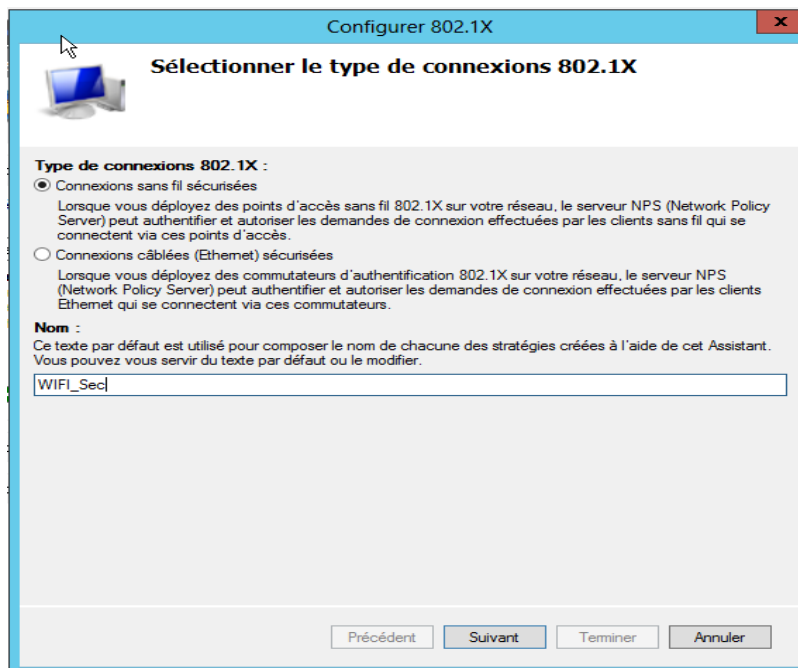 Configurer 802.1X
x
Sélectionner le type de connexions 802.1X
Type de connexions 802.1X :
Connexions sans fil sécurisées
Lorsque vous déployez des points d'accès sans fil 802.1X sur votre réseau, le serveur NPS (Network Policy
Server) peut authentifier et autoriser les demandes de connexion effectuées par les clients sans fil qui se
connectent via ces points d'accès.
Connexions câblées (Ethernet) sécurisées
Lorsque vous déployez des commutateurs d'authentification 802.1X sur votre réseau, le serveur NPS
(Network Policy Server) peut authentifier et autoriser les demandes de connexion effectuées par les clients
Ethernet qui se connectent via ces commutateurs.
Nom :
Ce texte par défaut est utilisé pour composer le nom de chacune des stratégies créées à l'aide de cet Assistant.
Vous pouvez vous servir du texte par défaut ou le modifier.
WIFI_Sec
Précédent
Suivant
Terminer
Annuler